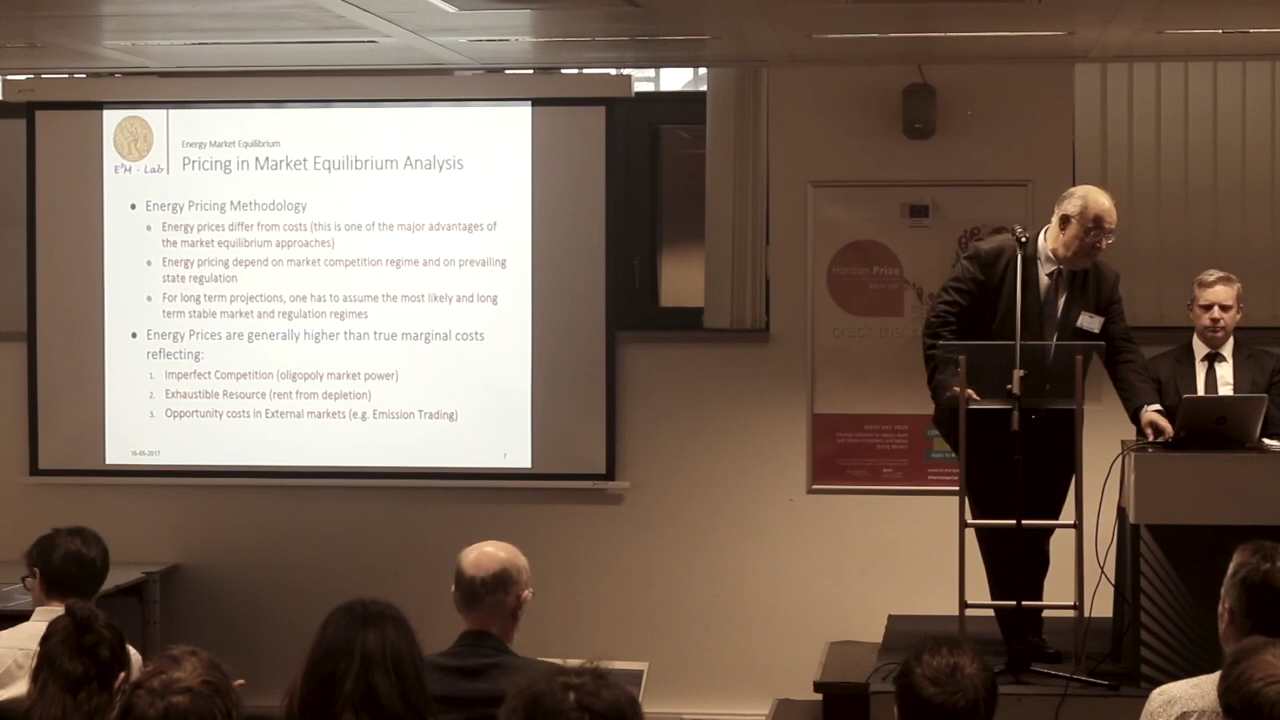 Energy Market Equilibrium
Pricing in Market Equilibrium Analysis
E³M - Lab
Energy Pricing Methodology
Energy prices differ from costs (this is one of the major advantages of
the market equilibrium approaches)
Energy pricing depend on market competition regime and on prevailing
state regulation
For long term projections, one has to assume the most likely and long
term stable market and regulation regimes
Energy Prices are generally higher than true marginal costs
reflecting:
1. Imperfect Competition (oligopoly market power)
2. Exhaustible Resource (rent from depletion)
3. Opportunity costs in External markets (e.g. Emission Trading)
16-05-2017
7
Horizon Prize
crack the